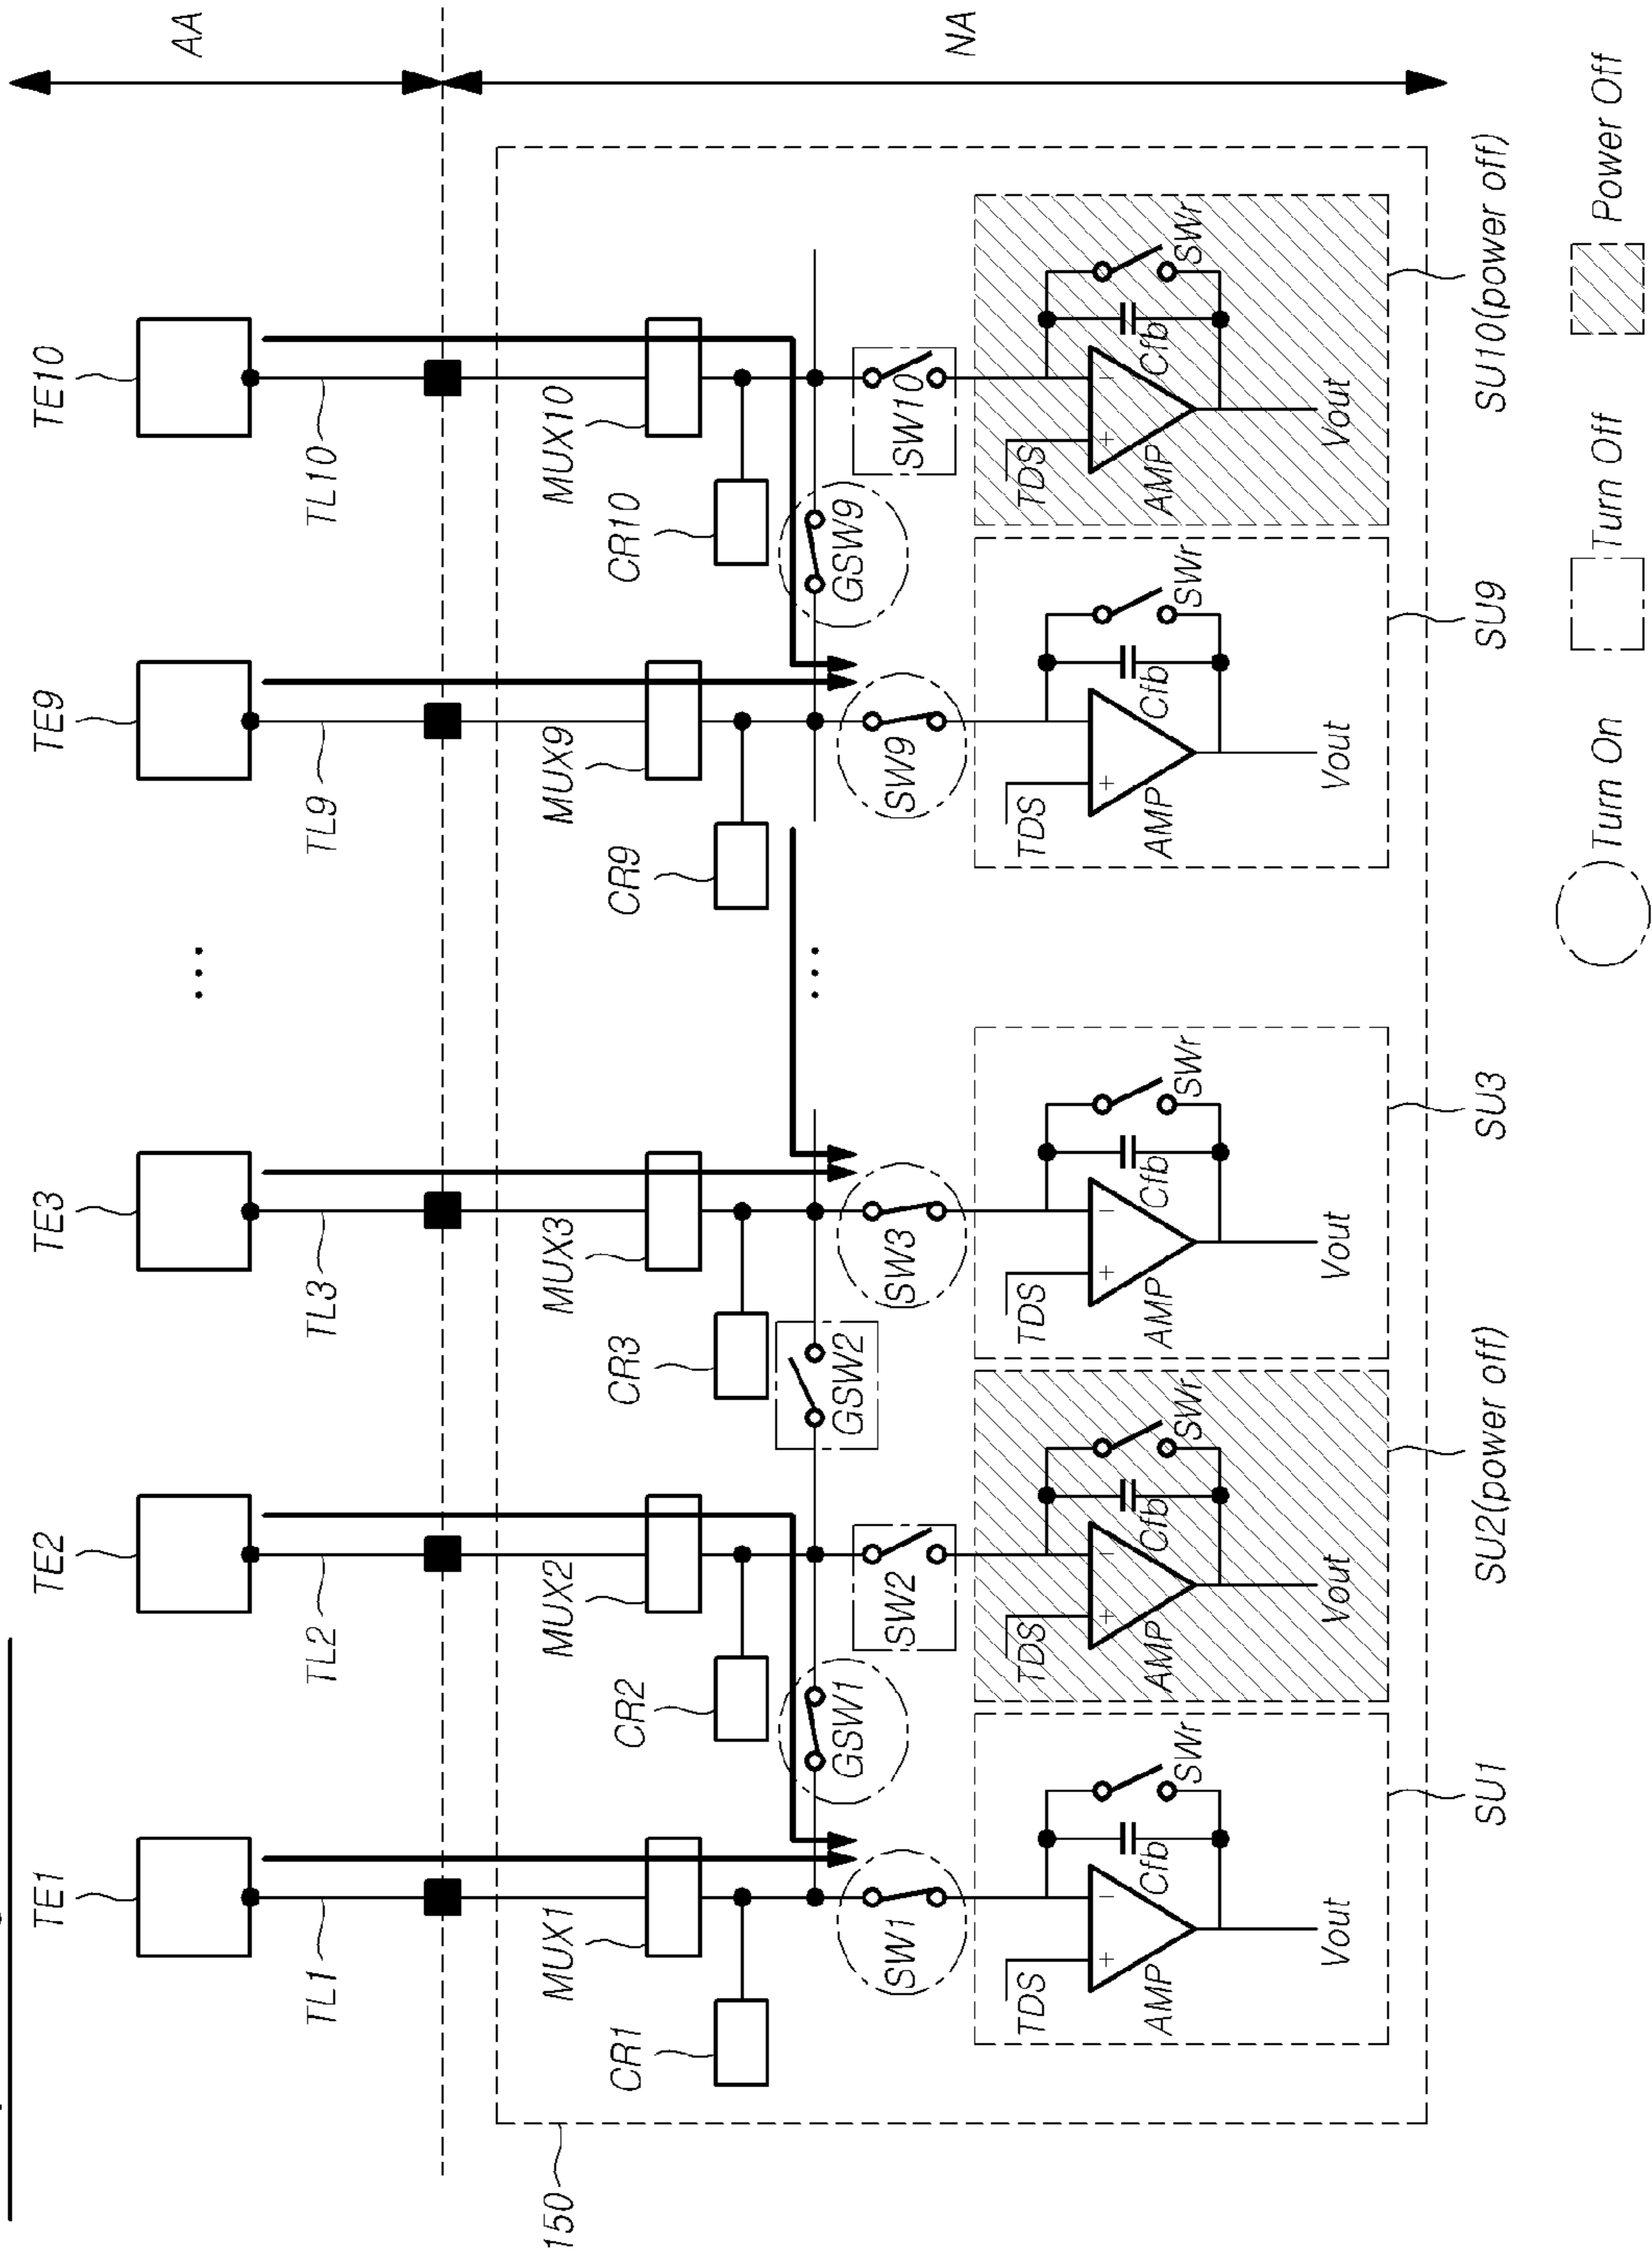 AA
NA
TE1
TE2
TE3
...
TE9
TE10
TL1
TL2
TL3
TL9
TL10
150
MUX1
MUX2
MUX3
MUX9
MUX10
CR1
CR2
CR3
CR9
CR10
GSW1
GSW2
...
GSW9
SW1
SW2
SW3
SW9
SW10
TDS + - AMP Cfb SWr Vout
TDS + - AMP Cfb SWr Vout
TDS + - AMP Cfb SWr Vout
TDS + AMP Cfb SWr Vout
TDS + - AMP Cfb SWr Vout
SU1
SU2(power off)
SU3
SU9
SU10(power off)
Turn On
Turn Off
Power Off